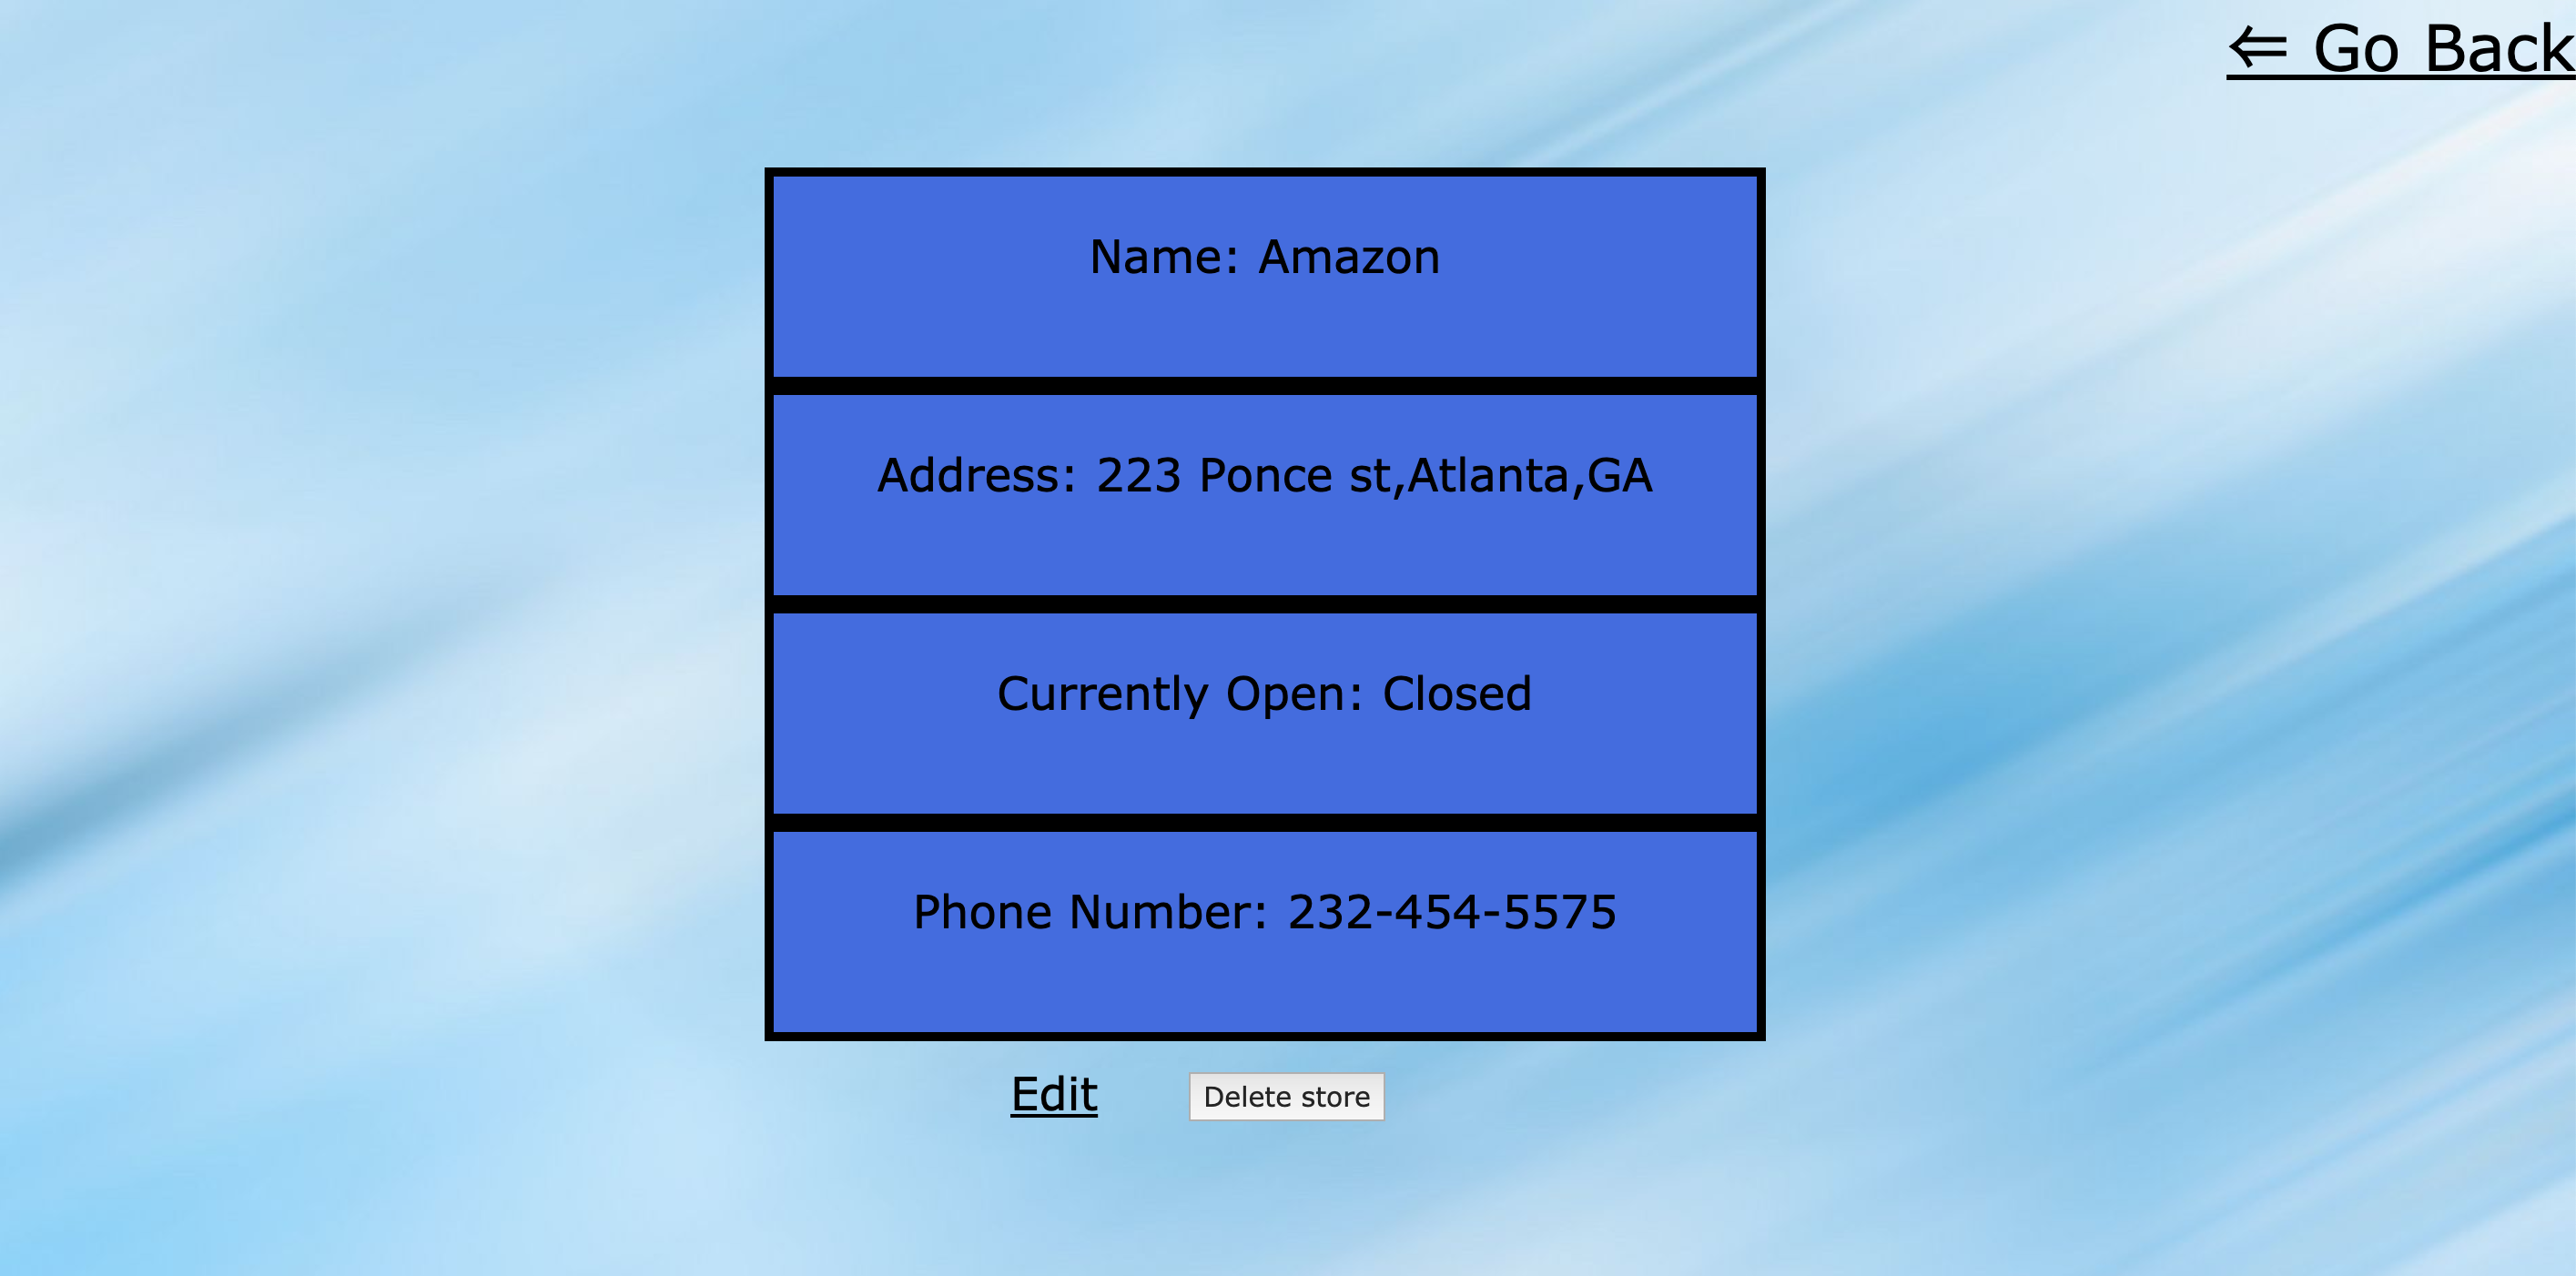 ⇐ Go Back
Name: Amazon
Address: 223 Ponce st,Atlanta,GA
Currently Open: Closed
Phone Number: 232-454-5575
Edit
Delete store